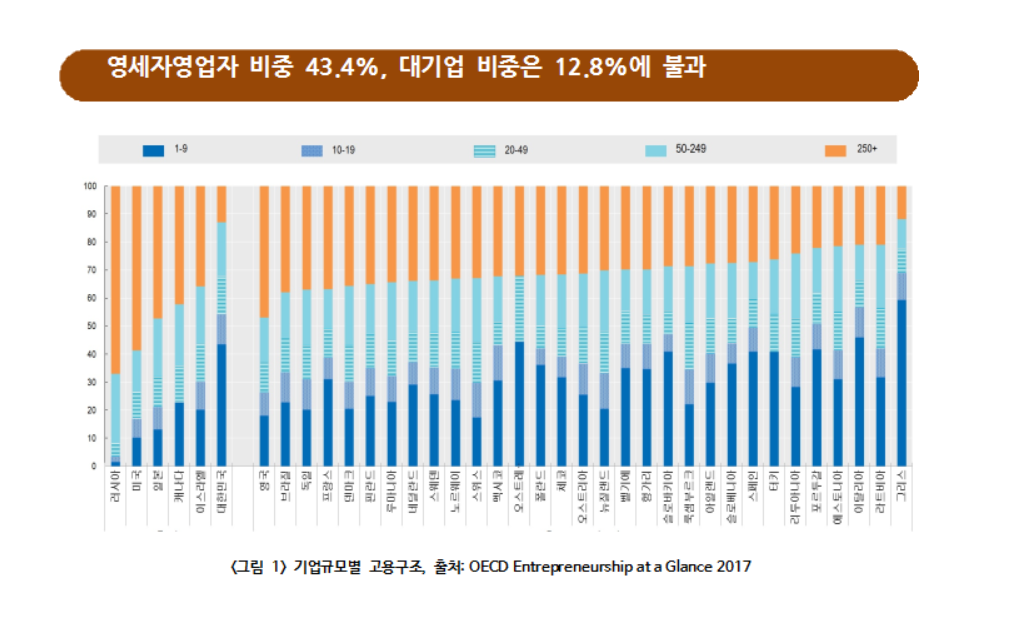 영세자영업자 비중 43.4%, 대기업 비중은 12.8%에 불과
1-9 10-19 20-49 50-249 250+
100
90
80
70
60
50
40
30
20
10
0
러시아 미국 일본 캐나다 이스라엘 대한민국 영국 브라질 독일 프랑스 덴마크 핀란드 루마니아 네덜란드 스웨덴 노르웨이 스위스 멕시코 오스트레 폴란드 체코 오스트리아 뉴질랜드 벨기에 헝가리 슬로바키아 룩셈부르크 아일랜드 슬로베니아 스페인 터키 리투아니아 포르투갈 에스토니아 이탈리아 라트비아 그리스
<그림 1> 기업규모별 고용구조, 출처: OECD Entrepreneurship at a Glance 2017